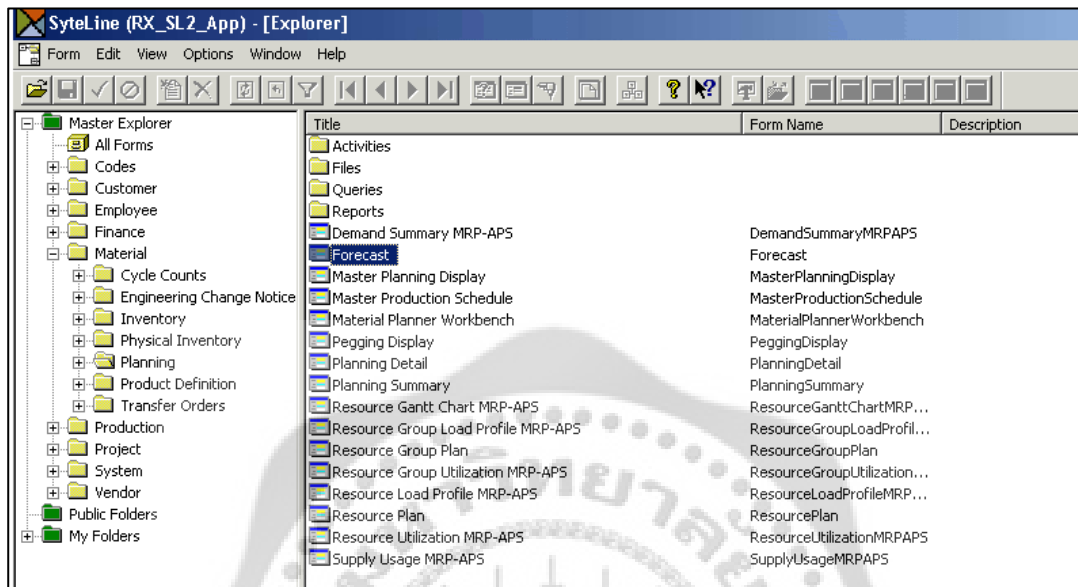 SyteLine (RX_SL2_App) - [Explorer]
Form Edit View Options Window Help
Master Explorer
All Forms
Codes
Customer
Employee
Finance
Material
Cycle Counts
Engineering Change Notice
Inventory
Physical Inventory
Planning
Product Definition
Transfer Orders
Production
Project
System
Vendor
Public Folders
My Folders
Title Form Name Description
Activities
Files
Queries
Reports
Demand Summary MRP-APS DemandSummaryMRPAPS
Forecast Forecast
Master Planning Display MasterPlanningDisplay
Master Production Schedule MasterProductionSchedule
Material Planner Workbench MaterialPlannerWorkbench
Pegging Display PeggingDisplay
Planning Detail PlanningDetail
Planning Summary PlanningSummary
Resource Gantt Chart MRP-APS ResourceGanttChartMRP...
Resource Group Load Profile MRP-APS ResourceGroupLoadProfil...
Resource Group Plan ResourceGroupPlan
Resource Group Utilization MRP-APS ResourceGroupUtilization...
Resource Load Profile MRP-APS ResourceLoadProfileMRP...
Resource Plan ResourcePlan
Resource Utilization MRP-APS ResourceUtilizationMRPAPS
Supply Usage MRP-APS SupplyUsageMRPAPS